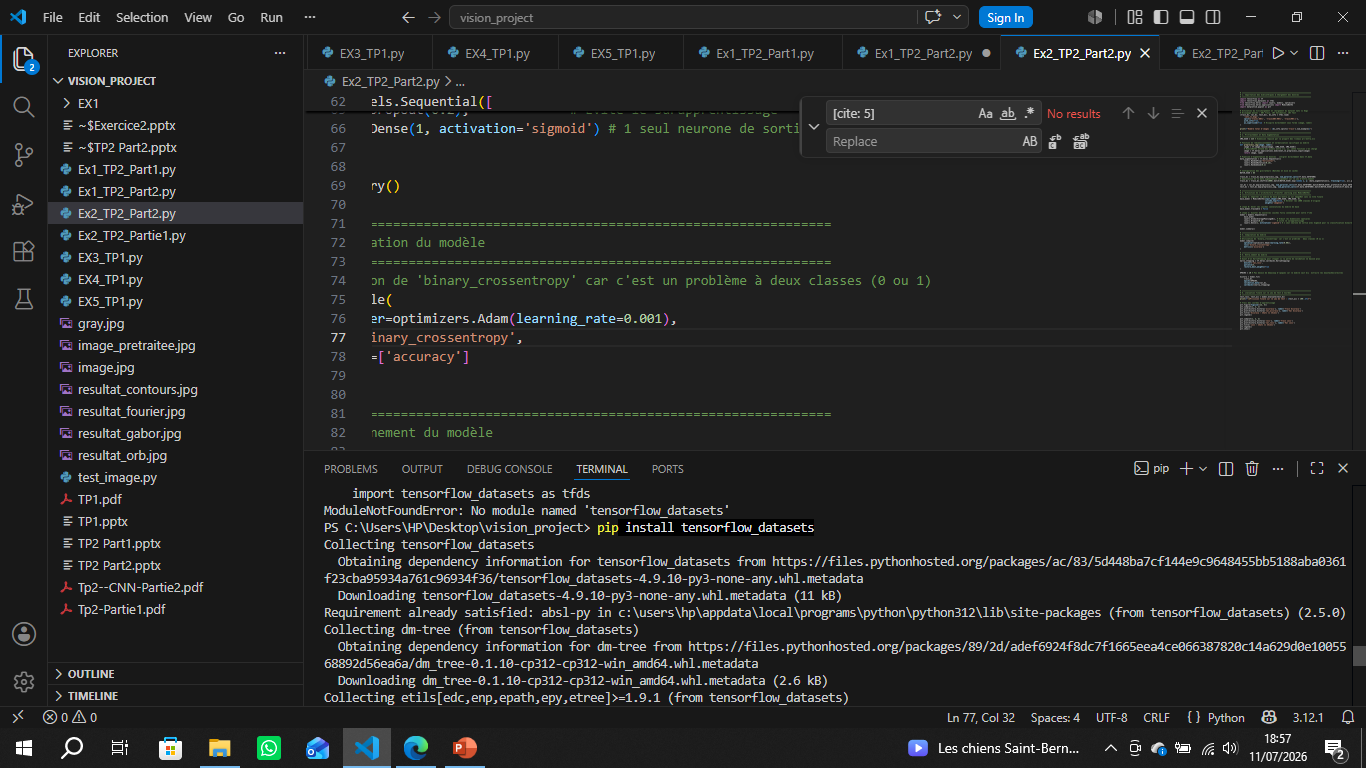 File Edit Selection View Go Run ··· vision_project Sign In
EXPLORER ···
VISION_PROJECT
EX1
~$Exercice2.pptx
~$TP2 Part2.pptx
Ex1_TP2_Part1.py
Ex1_TP2_Part2.py
Ex2_TP2_Part2.py
Ex2_TP2_Partie1.py
EX3_TP1.py
EX4_TP1.py
EX5_TP1.py
gray.jpg
image_pretraitee.jpg
image.jpg
resultat_contours.jpg
resultat_fourier.jpg
resultat_gabor.jpg
resultat_orb.jpg
test_image.py
TP1.pdf
TP1.pptx
TP2 Part1.pptx
TP2 Part2.pptx
Tp2--CNN-Partie2.pdf
Tp2-Partie1.pdf
OUTLINE
TIMELINE
2
EX3_TP1.py EX4_TP1.py EX5_TP1.py Ex1_TP2_Part1.py Ex1_TP2_Part2.py Ex2_TP2_Part2.py Ex2_TP2_Par
Ex2_TP2_Part2.py > ...
[cite: 5] Aa ab .* No results
Replace AB
62 els.Sequential([
66 Dense(1, activation='sigmoid') # 1 seul neurone de sorti
67
68
69 ry()
70
71 =============================================================
72 ation du modèle
73 =============================================================
74 on de 'binary_crossentropy' car c'est un problème à deux classes (0 ou 1)
75 le(
76 er=optimizers.Adam(learning_rate=0.001),
77 inary_crossentropy',
78 =['accuracy']
79
80
81 =============================================================
82 nement du modèle
PROBLEMS OUTPUT DEBUG CONSOLE TERMINAL PORTS pip
import tensorflow_datasets as tfds
ModuleNotFoundError: No module named 'tensorflow_datasets'
PS C:\Users\HP\Desktop\vision_project> pip install tensorflow_datasets
Collecting tensorflow_datasets
Obtaining dependency information for tensorflow_datasets from https://files.pythonhosted.org/packages/ac/83/5d448ba7cf144e9c9648455bb5188aba0361
f23cba95934a761c96934f36/tensorflow_datasets-4.9.10-py3-none-any.whl.metadata
Downloading tensorflow_datasets-4.9.10-py3-none-any.whl.metadata (11 kB)
Requirement already satisfied: absl-py in c:\users\hp\appdata\local\programs\python\python312\lib\site-packages (from tensorflow_datasets) (2.5.0)
Collecting dm-tree (from tensorflow_datasets)
Obtaining dependency information for dm-tree from https://files.pythonhosted.org/packages/89/2d/adef6924f8dc7f1665eea4ce066387820c14a629d0e10055
68892d56ea6a/dm_tree-0.1.10-cp312-cp312-win_amd64.whl.metadata
Downloading dm_tree-0.1.10-cp312-cp312-win_amd64.whl.metadata (2.6 kB)
Collecting etils[edc,enp,epath,epy,etree]>=1.9.1 (from tensorflow_datasets)
0 0 Ln 77, Col 32 Spaces: 4 UTF-8 CRLF { } Python 3.12.1
Les chiens Saint-Bern... 18:57
11/07/2026
2